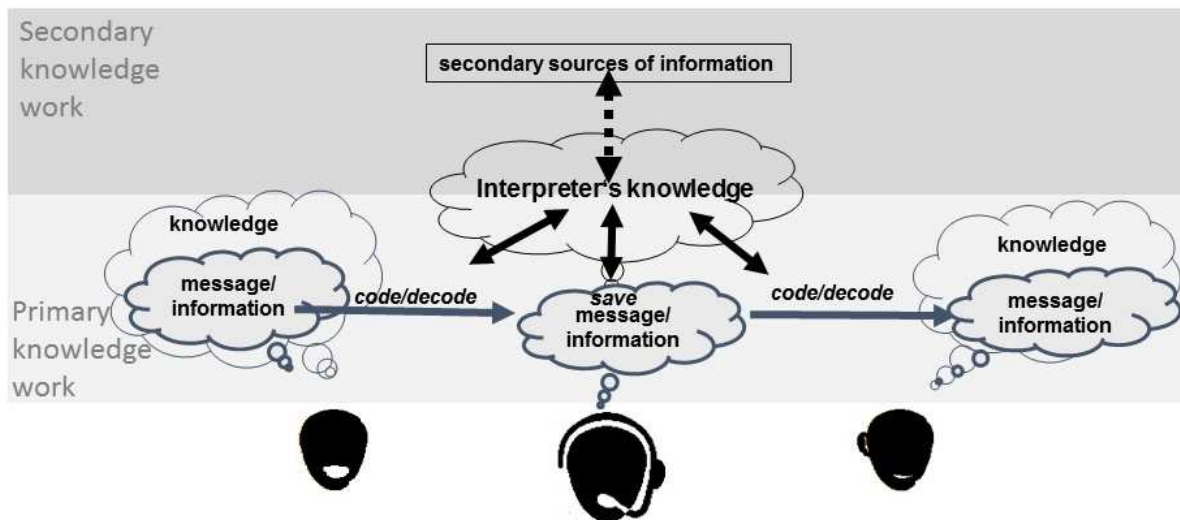 Secondary
knowledge
work
secondary sources of information
Interpreter's knowledge
knowledge
message/
information
code/decode
save
message/
information
code/decode
knowledge
message/
information
Primary
knowledge
work